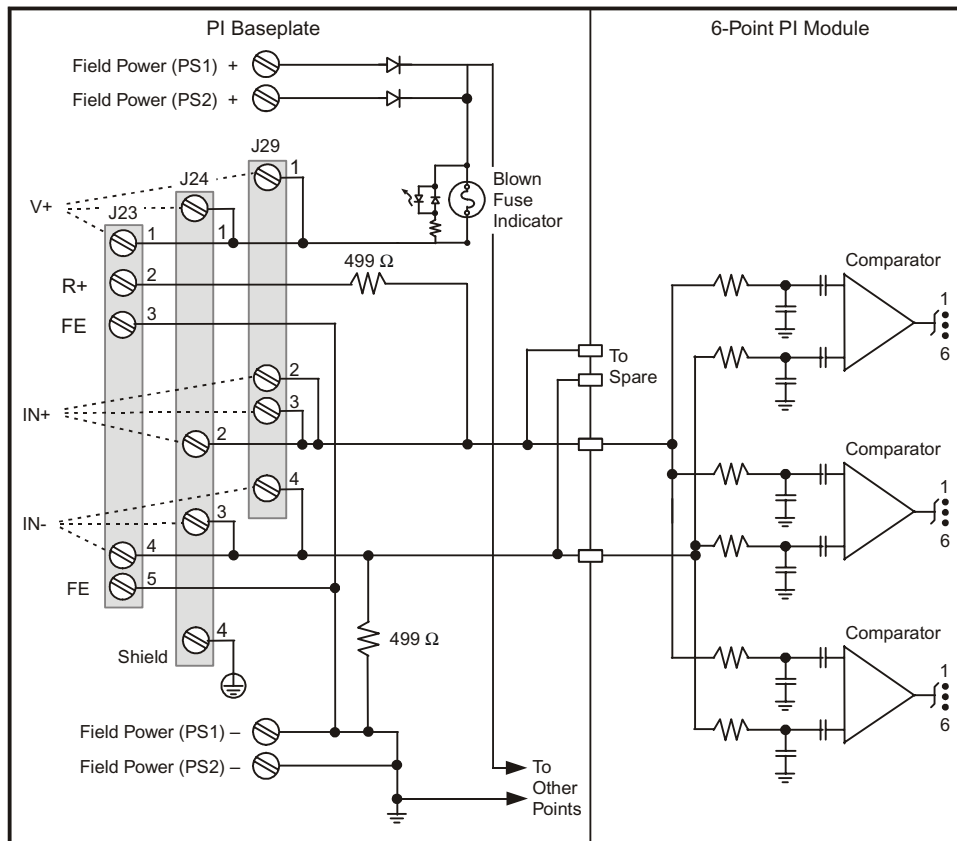 PI Baseplate
6-Point PI Module
Field Power (PS1) +
Field Power (PS2) +
J29
1
Blown
Fuse
Indicator
J24
V+
J23
1
1
499 Ω
R+
2
FE
3
Comparator
1
6
To
Spare
2
3
IN+
2
Comparator
1
6
4
IN-
3
4
FE
5
499 Ω
Comparator
1
6
4
Shield
Field Power (PS1) –
Field Power (PS2) –
To
Other
Points